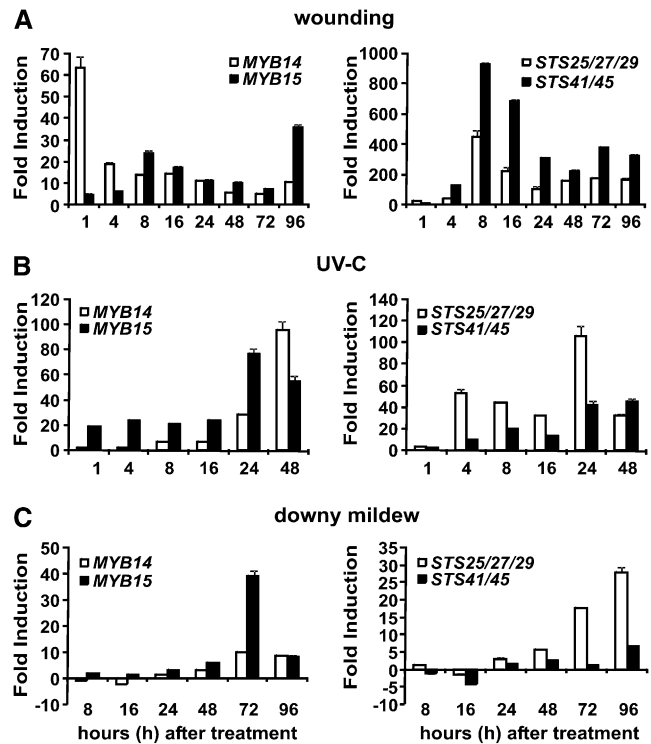 A wounding
Fold Induction
70
60
50
40
30
20
10
0
MYB14
MYB15
1 4 8 16 24 48 72 96
Fold Induction
1000
800
600
400
200
0
STS25/27/29
STS41/45
1 4 8 16 24 48 72 96
B UV-C
Fold Induction
120
100
80
60
40
20
0
MYB14
MYB15
1 4 8 16 24 48
Fold Induction
140
120
100
80
60
40
20
0
STS25/27/29
STS41/45
1 4 8 16 24 48
C downy mildew
Fold Induction
50
40
30
20
10
0
-10
MYB14
MYB15
8 16 24 48 72 96
hours (h) after treatment
Fold Induction
35
30
25
20
15
10
5
0
-5
-10
STS25/27/29
STS41/45
8 16 24 48 72 96
hours (h) after treatment